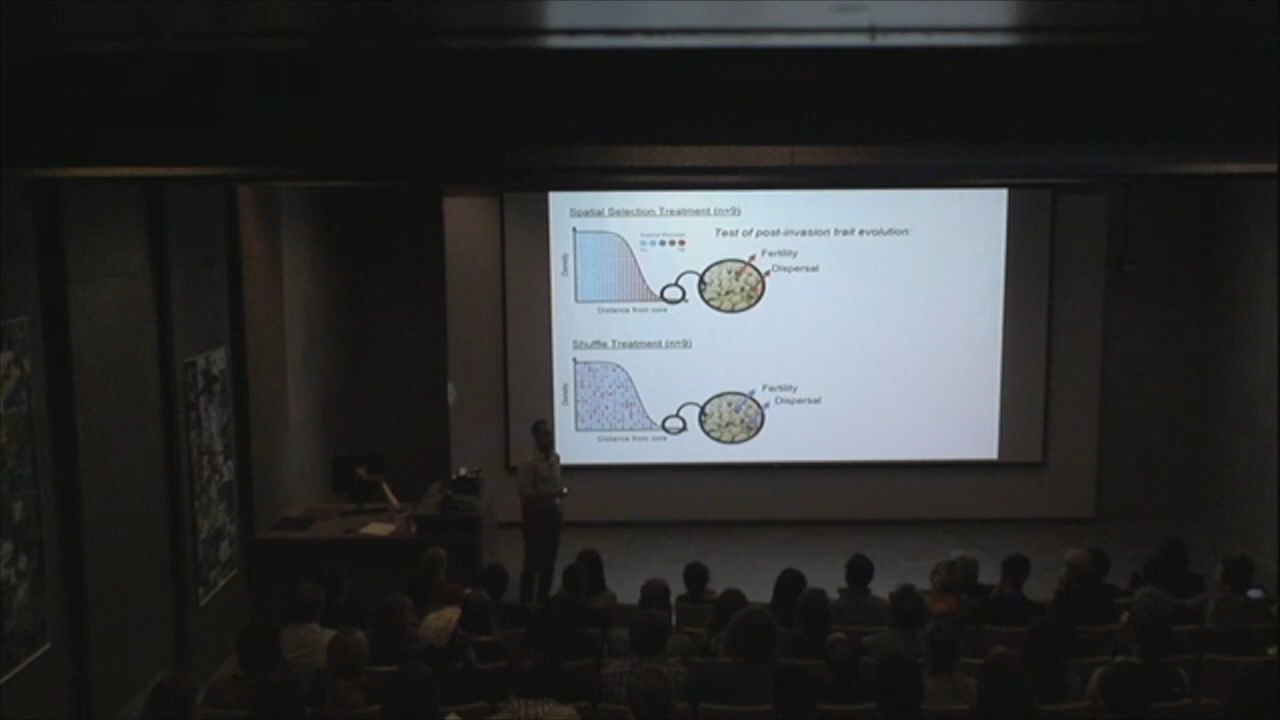 Spatial Selection Treatment (n=9)
Test of post-invasion trait evolution:
Fertility
Dispersal
Density
Distance from core
Shuffle Treatment (n=9)
Fertility
Dispersal
Density
Distance from core